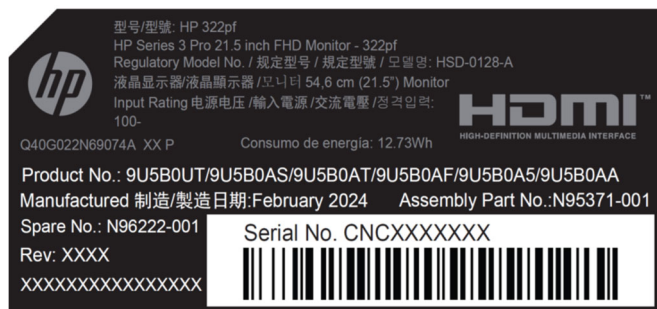 型号/型號: HP 322pf
HP Series 3 Pro 21.5 inch FHD Monitor - 322pf
Regulatory Model No. / 规定型号 / 規定型號 / 모델명: HSD-0128-A
液晶显示器/液晶顯示器 /모니터 54,6 cm (21.5") Monitor
Input Rating 电源电压 /輸入電源 /交流電壓 /정격입력:
100-
hp
HDMI™
HIGH-DEFINITION MULTIMEDIA INTERFACE
Q40G022N69074A XX P Consumo de energía: 12.73Wh
Product No.: 9U5B0UT/9U5B0AS/9U5B0AT/9U5B0AF/9U5B0A5/9U5B0AA
Manufactured 制造/製造日期:February 2024 Assembly Part No.:N95371-001
Spare No.: N96222-001
Serial No. CNCXXXXXXX
Rev: XXXX
XXXXXXXXXXXXXXXX